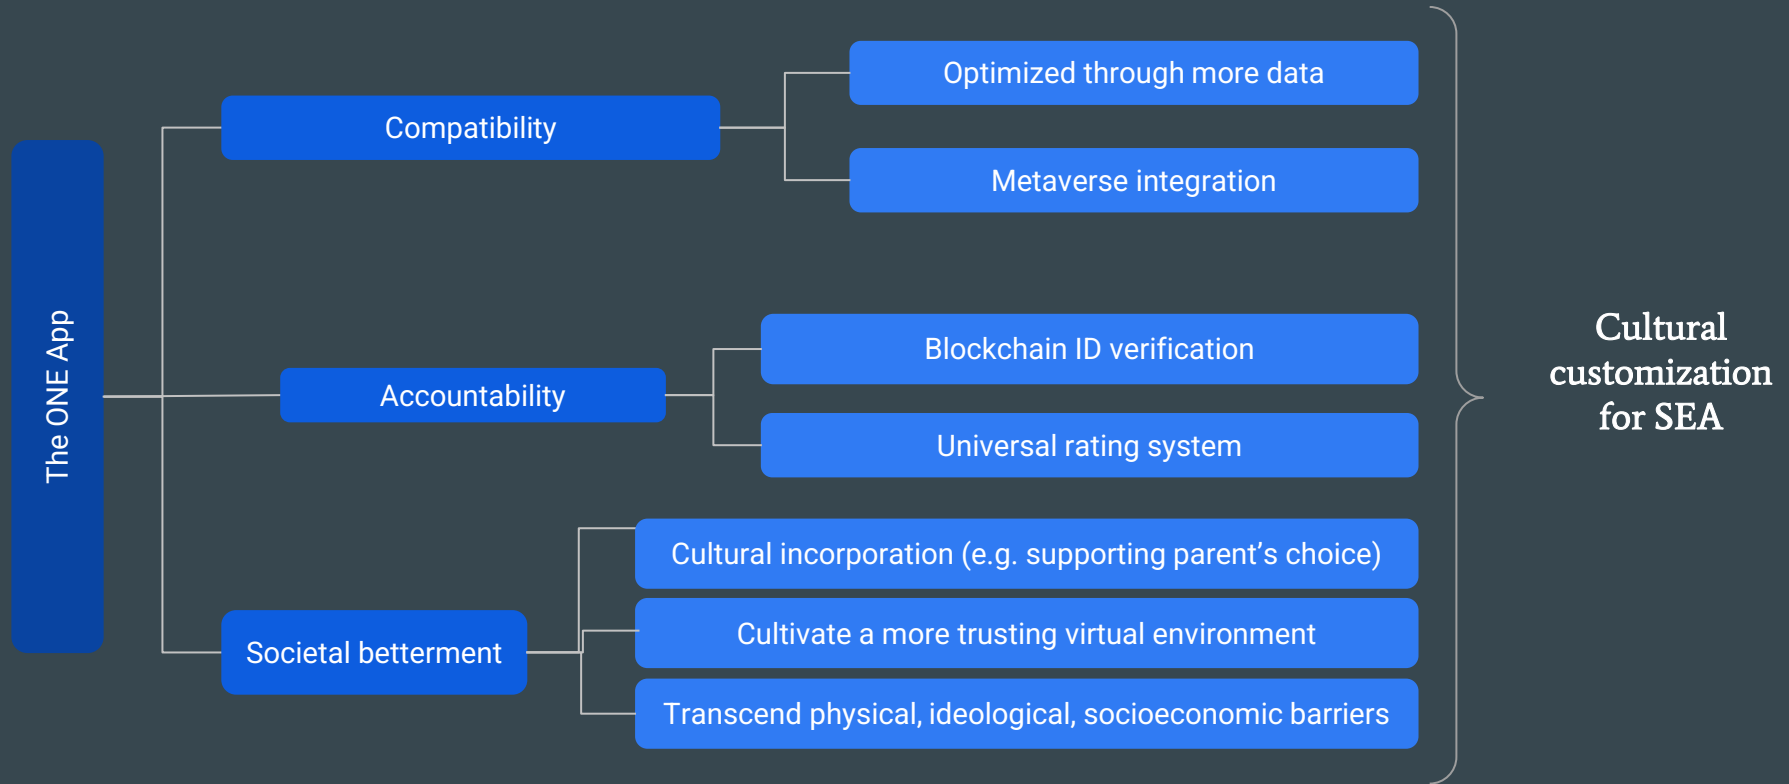 The ONE App
Compatibility
Optimized through more data
Metaverse integration
Accountability
Blockchain ID verification
Universal rating system
Societal betterment
Cultural incorporation (e.g. supporting parent’s choice)
Cultivate a more trusting virtual environment
Transcend physical, ideological, socioeconomic barriers
Cultural
customization
for SEA